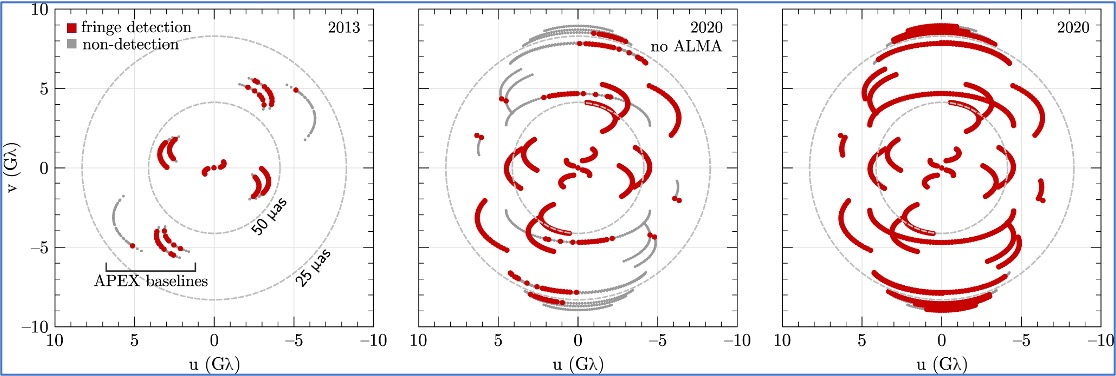 fringe detection
non-detection
2013
50 μas
25 μas
APEX baselines
10
5
0
−5
−10
v (Gλ)
10 5 0 −5 10
u (Gλ)
2020
no ALMA
10 5 0 −5 10
u (Gλ)
2020
10 5 0 −5 −10
u (Gλ)